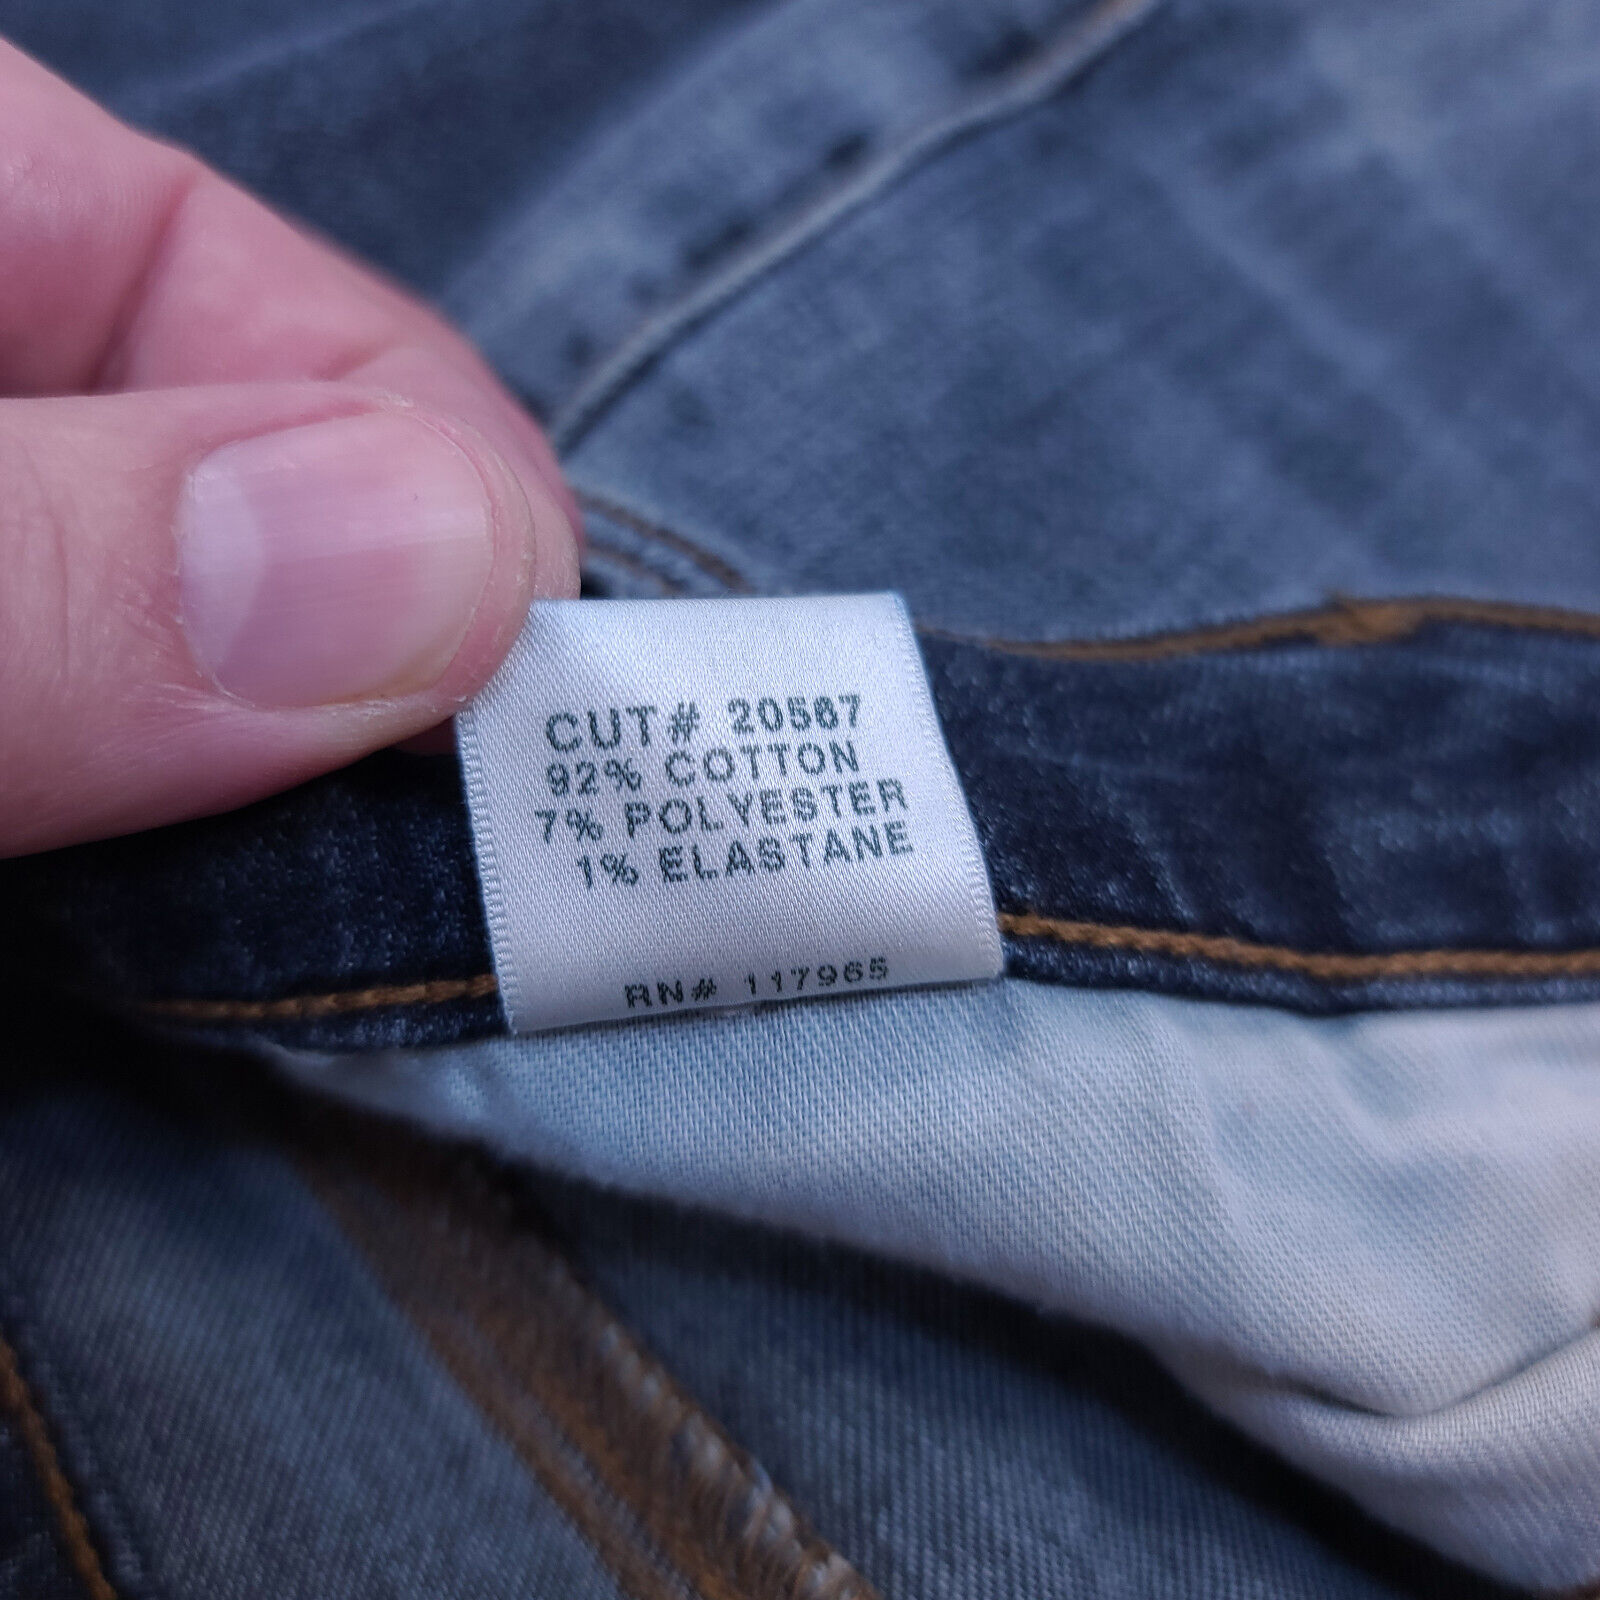 CUT# 20567
92% COTTON
7% POLYESTER
1% ELASTANE
RN# 117965